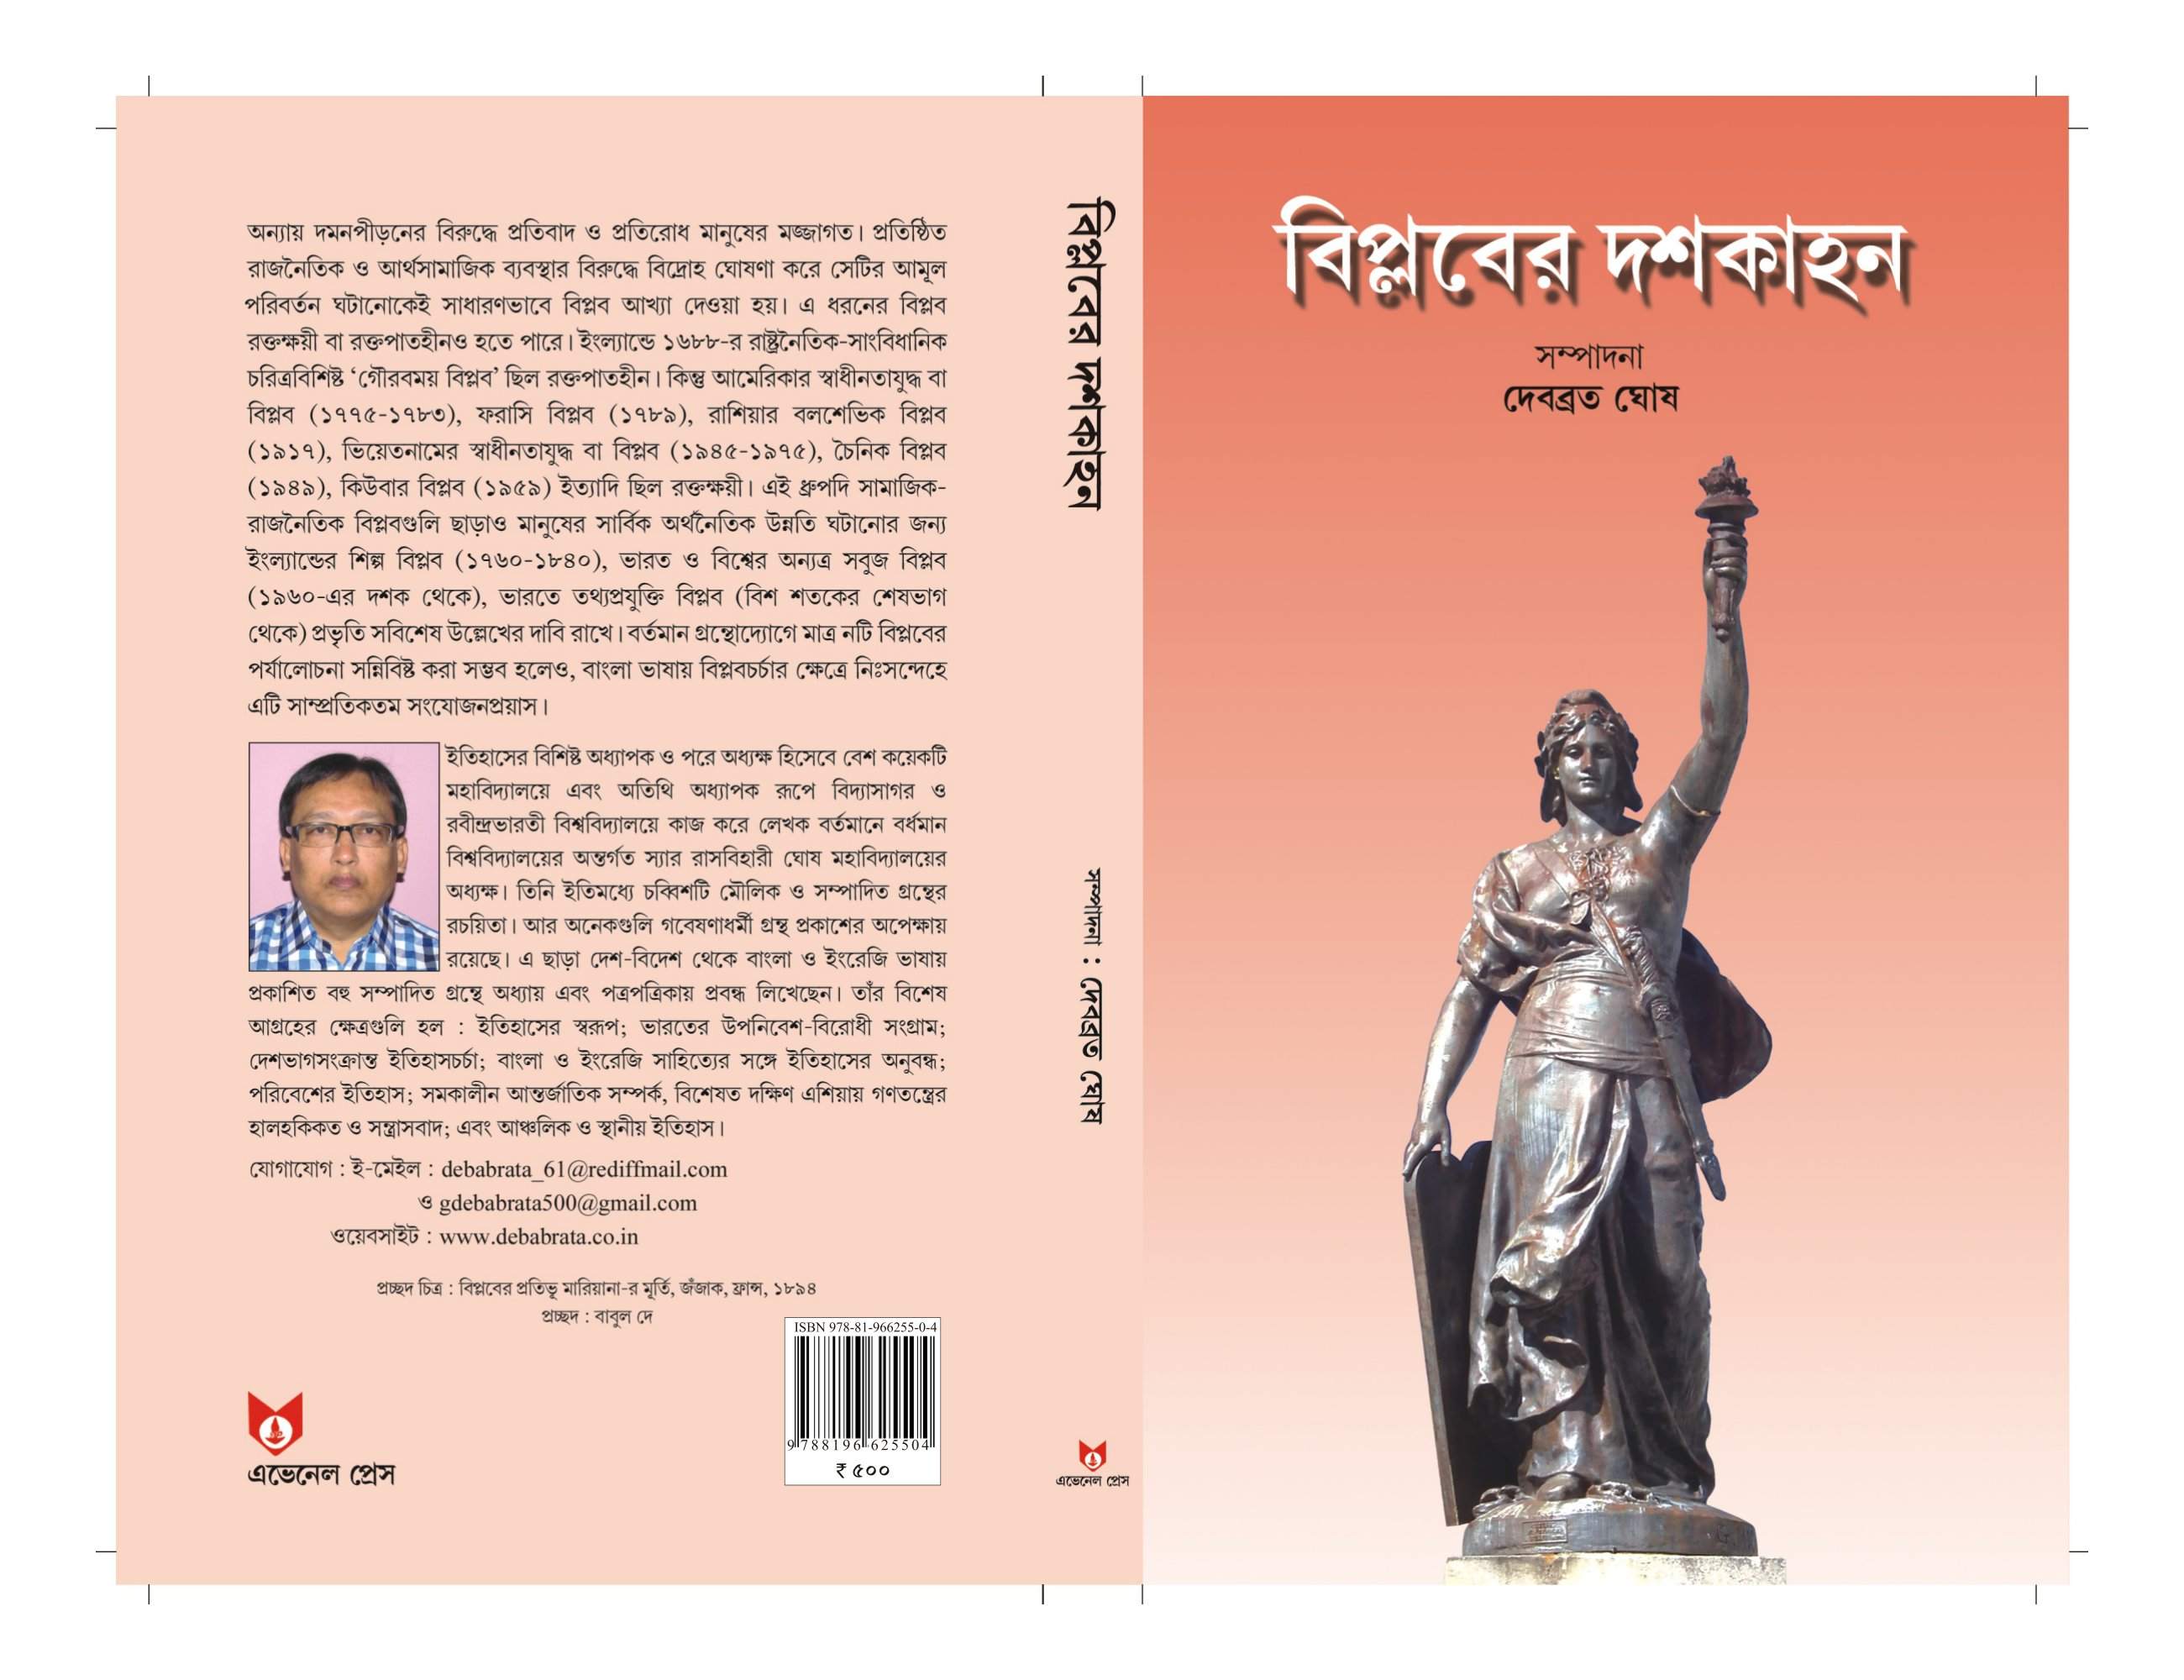 অন্যায় দমনপীড়নের বিরুদ্ধে প্রতিবাদ ও প্রতিরোধ মানুষের মজ্জাগত। প্রতিষ্ঠিত
রাজনৈতিক ও আর্থসামাজিক ব্যবস্থার বিরুদ্ধে বিদ্রোহ ঘোষণা করে সেটির আমূল
পরিবর্তন ঘটানোকেই সাধারণভাবে বিপ্লব আখ্যা দেওয়া হয়। এ ধরনের বিপ্লব
রক্তক্ষয়ী বা রক্তপাতহীনও হতে পারে। ইংল্যান্ডে ১৬৮৮-র রাষ্ট্রনৈতিক-সাংবিধানিক
চরিত্রবিশিষ্ট ‘গৌরবময় বিপ্লব’ ছিল রক্তপাতহীন। কিন্তু আমেরিকার স্বাধীনতাযুদ্ধ বা
বিপ্লব (১৭৭৫-১৭৮৩), ফরাসি বিপ্লব (১৭৮৯), রাশিয়ার বলশেভিক বিপ্লব
(১৯১৭), ভিয়েতনামের স্বাধীনতাযুদ্ধ বা বিপ্লব (১৯৪৫-১৯৭৫), চৈনিক বিপ্লব
(১৯৪৯), কিউবার বিপ্লব (১৯৫৯) ইত্যাদি ছিল রক্তক্ষয়ী। এই ধ্রুপদি সামাজিক-
রাজনৈতিক বিপ্লবগুলি ছাড়াও মানুষের সার্বিক অর্থনৈতিক উন্নতি ঘটানোর জন্য
ইংল্যান্ডের শিল্প বিপ্লব (১৭৬০-১৮৪০), ভারত ও বিশ্বের অন্যত্র সবুজ বিপ্লব
(১৯৬০-এর দশক থেকে), ভারতে তথ্যপ্রযুক্তি বিপ্লব (বিশ শতকের শেষভাগ
থেকে) প্রভৃতি সবিশেষ উল্লেখের দাবি রাখে। বর্তমান গ্রন্থোদ্যোগে মাত্র নটি বিপ্লবের
পর্যালোচনা সন্নিবিষ্ট করা সম্ভব হলেও, বাংলা ভাষায় বিপ্লবচর্চার ক্ষেত্রে নিঃসন্দেহে
এটি সাম্প্রতিকতম সংযোজনপ্রয়াস।
ইতিহাসের বিশিষ্ট অধ্যাপক ও পরে অধ্যক্ষ হিসেবে বেশ কয়েকটি
মহাবিদ্যালয়ে এবং অতিথি অধ্যাপক রূপে বিদ্যাসাগর ও
রবীন্দ্রভারতী বিশ্ববিদ্যালয়ে কাজ করে লেখক বর্তমানে বর্ধমান
বিশ্ববিদ্যালয়ের অন্তর্গত স্যার রাসবিহারী ঘোষ মহাবিদ্যালয়ের
অধ্যক্ষ। তিনি ইতিমধ্যে চব্বিশটি মৌলিক ও সম্পাদিত গ্রন্থের
রচয়িতা। আর অনেকগুলি গবেষণাধর্মী গ্রন্থ প্রকাশের অপেক্ষায়
রয়েছে। এ ছাড়া দেশ-বিদেশ থেকে বাংলা ও ইংরেজি ভাষায়
প্রকাশিত বহু সম্পাদিত গ্রন্থে অধ্যায় এবং পত্রপত্রিকায় প্রবন্ধ লিখেছেন। তাঁর বিশেষ
আগ্রহের ক্ষেত্রগুলি হল : ইতিহাসের স্বরূপ; ভারতের উপনিবেশ-বিরোধী সংগ্রাম;
দেশভাগসংক্রান্ত ইতিহাসচর্চা; বাংলা ও ইংরেজি সাহিত্যের সঙ্গে ইতিহাসের অনুবন্ধ;
পরিবেশের ইতিহাস; সমকালীন আন্তর্জাতিক সম্পর্ক, বিশেষত দক্ষিণ এশিয়ায় গণতন্ত্রের
হালহকিকত ও সন্ত্রাসবাদ; এবং আঞ্চলিক ও স্থানীয় ইতিহাস।
যোগাযোগ : ই-মেইল : debabrata_61@rediffmail.com
ও gdebabrata500@gmail.com
ওয়েবসাইট : www.debabrata.co.in
প্রচ্ছদ চিত্র : বিপ্লবের প্রতিভূ মারিয়ানা-র মূর্তি, জঁজাক, ফ্রান্স, ১৮৯৪
প্রচ্ছদ : বাবুল দে
ISBN 978-81-966255-0-4
9 788196 625504
₹ ৫০০
এভেনেল প্রেস
বিপ্লবের দশকাহন
সম্পাদনা : দেবব্রত ঘোষ
এভেনেল প্রেস
বিপ্লবের দশকাহন
সম্পাদনা
দেবব্রত ঘোষ